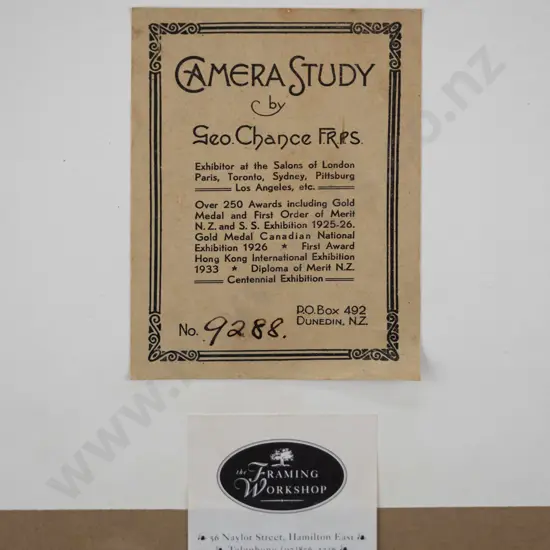 CAMERA STUDY
by
Geo. Chance F.R.P.S.
Exhibitor at the Salons of London
Paris, Toronto, Sydney, Pittsburg
Los Angeles, etc.
Over 250 Awards including Gold
Medal and First Order of Merit
N.Z. and S. S. Exhibition 1925-26.
Gold Medal Canadian National
Exhibition 1926 * First Award
Hong Kong International Exhibition
1933 * Diploma of Merit N.Z.
Centennial Exhibition
P.O. Box 492
DUNEDIN, N.Z.
No. 9288.
the FRAMING
WORKSHOP
56 Naylor Street, Hamilton East
Telephone